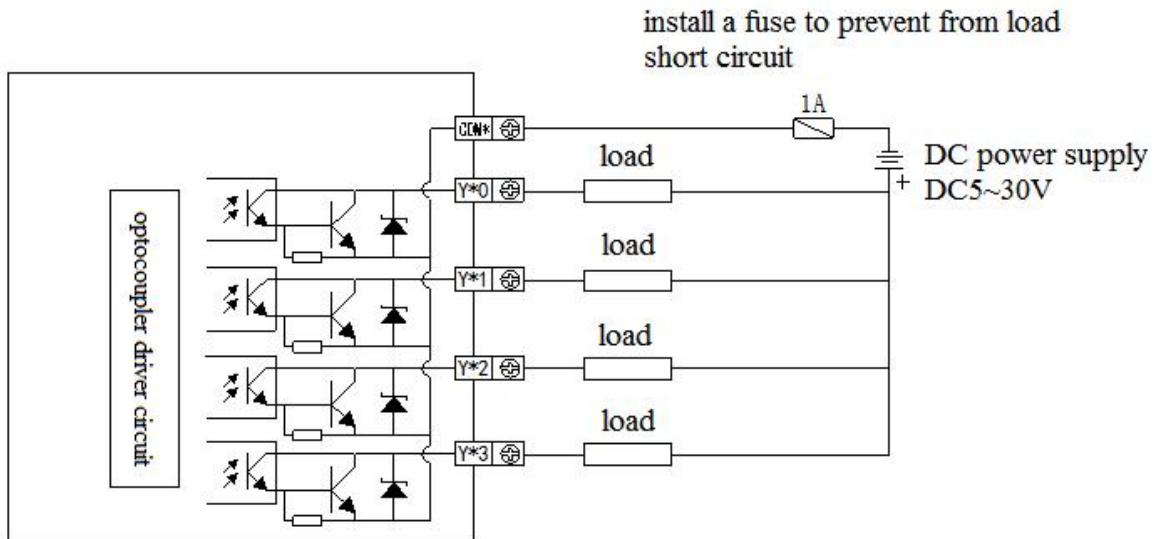 install a fuse to prevent from load
short circuit
1A
COM*
load
DC power supply
+
DC5~30V
Y*0
load
Y*1
optocoupler driver circuit
load
Y*2
load
Y*3